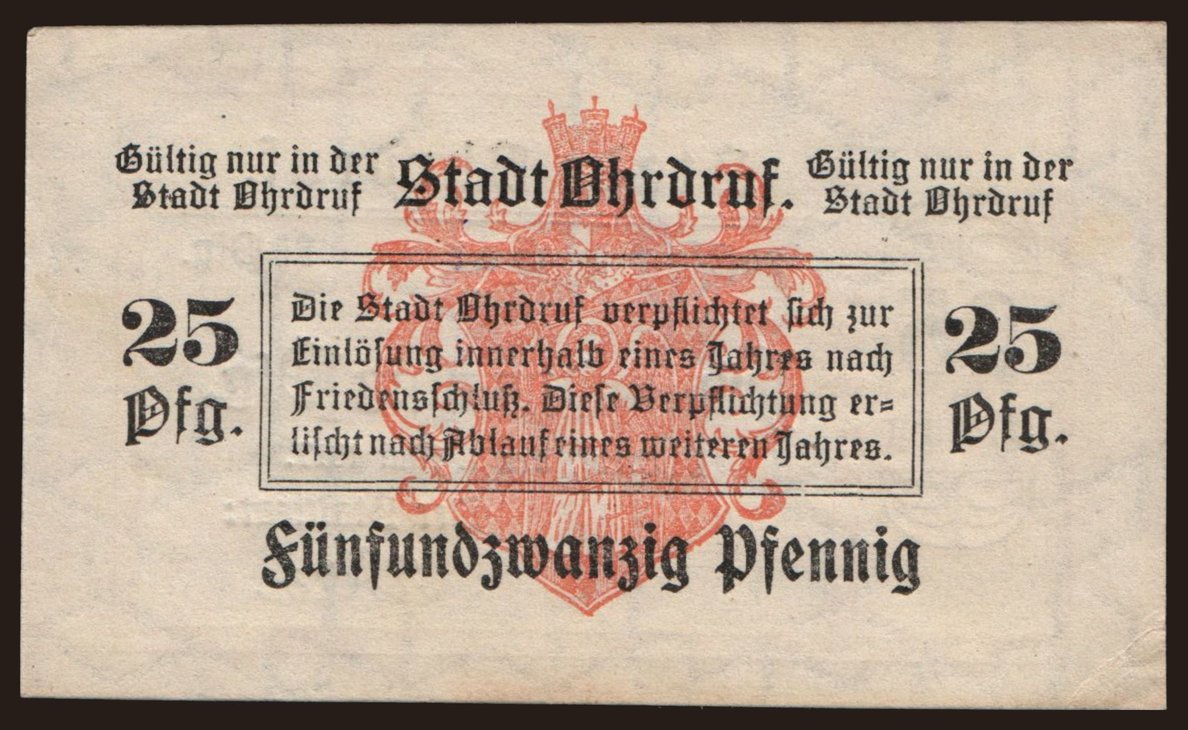 Gültig nur in der
Stadt Ohrdruf
Stadt Ohrdruf.
Gültig nur in der
Stadt Ohrdruf
25
Pfg.
Die Stadt Ohrdruf verpflichtet sich zur
Einlösung innerhalb eines Jahres nach
Friedensschluß. Diese Verpflichtung er=
lischt nach Ablauf eines weiteren Jahres.
25
Pfg.
Fünfundzwanzig Pfennig